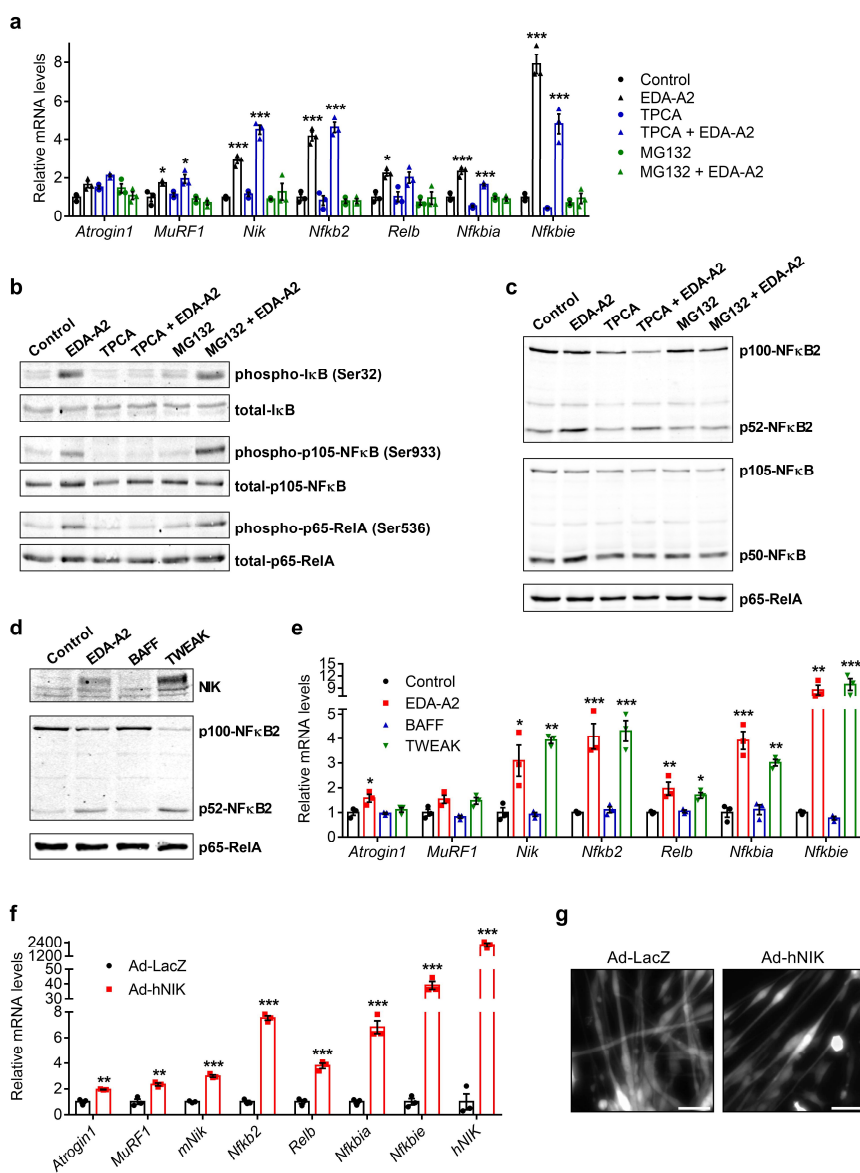 a
Relative mRNA levels
8
6
4
2
0
***
***
***
***
***
***
*
*
*
***
***
Control
EDA-A2
TPCA
TPCA + EDA-A2
MG132
MG132 + EDA-A2
Atrogin1 MuRF1 Nik Nfkb2 Relb Nfkbia Nfkbie
b
Control EDA-A2 TPCA TPCA + EDA-A2 MG132 MG132 + EDA-A2
phospho-IκB (Ser32)
total-IκB
phospho-p105-NFκB (Ser933)
total-p105-NFκB
phospho-p65-RelA (Ser536)
total-p65-RelA
c
Control EDA-A2 TPCA TPCA + EDA-A2 MG132 MG132 + EDA-A2
p100-NFκB2
p52-NFκB2
p105-NFκB
p50-NFκB
p65-RelA
d
Control EDA-A2 BAFF TWEAK
NIK
p100-NFκB2
p52-NFκB2
p65-RelA
e
Relative mRNA levels
15
12
9
5
4
3
2
1
0
Control
EDA-A2
BAFF
TWEAK
*
*
**
***
***
**
*
***
**
**
***
Atrogin1 MuRF1 Nik Nfkb2 Relb Nfkbia Nfkbie
f
Relative mRNA levels
2400
1200
50
40
30
8
6
4
2
0
Ad-LacZ
Ad-hNIK
**
**
***
***
***
***
***
***
Atrogin1 MuRF1 mNik Nfkb2 Relb Nfkbia Nfkbie hNIK
g
Ad-LacZ Ad-hNIK